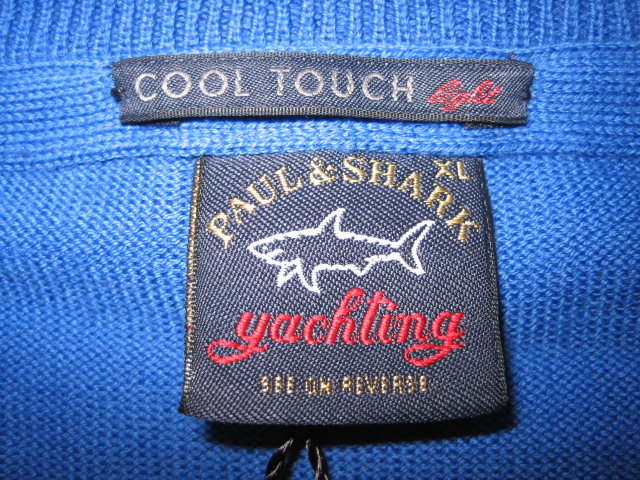 COOL TOUCH light
XL
PAUL & SHARK
yachting
SEE ON REVERSE